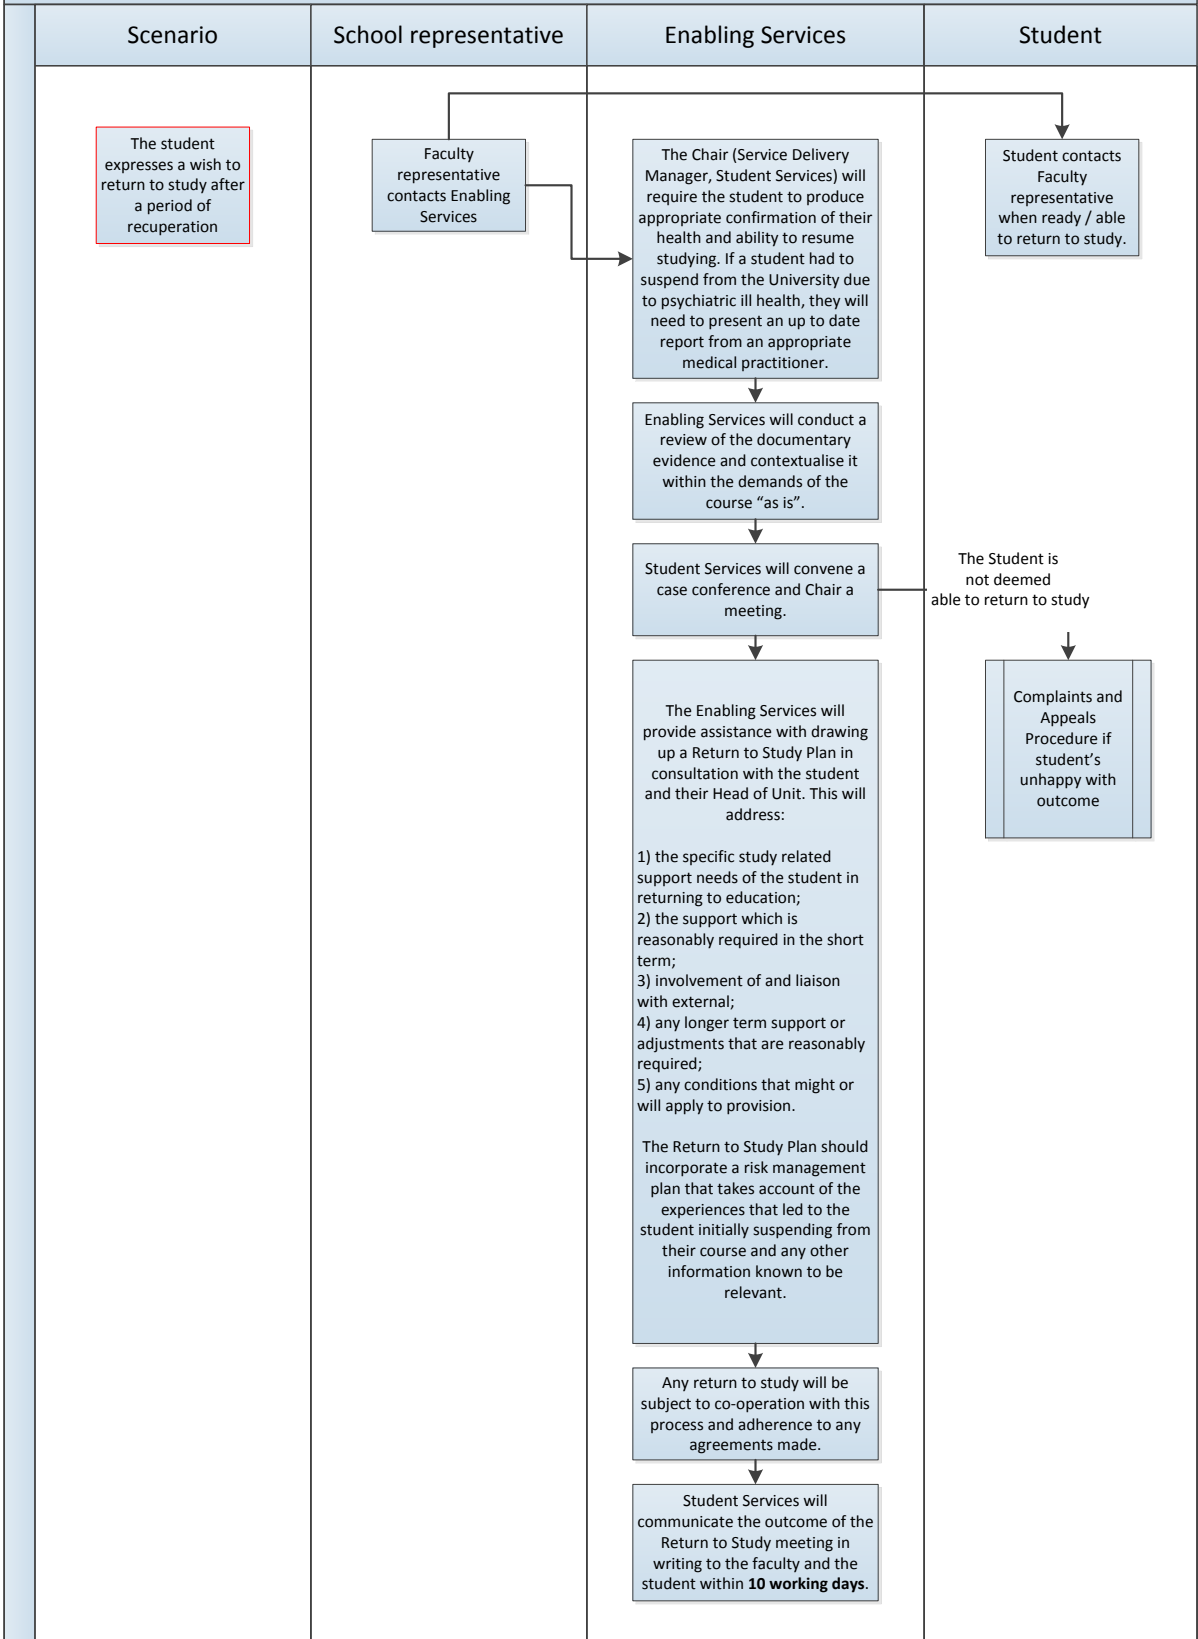 Scenario
School representative
Enabling Services
Student
The student
expresses a wish to
return to study after
a period of
recuperation
Faculty
representative
contacts Enabling
Services
The Chair (Service Delivery
Manager, Student Services) will
require the student to produce
appropriate confirmation of their
health and ability to resume
studying. If a student had to
suspend from the University due
to psychiatric ill health, they will
need to present an up to date
report from an appropriate
medical practitioner.
Student contacts
Faculty
representative
when ready / able
to return to study.
Enabling Services will conduct a
review of the documentary
evidence and contextualise it
within the demands of the
course “as is”.
Student Services will convene a
case conference and Chair a
meeting.
The Student is
not deemed
able to return to study
Complaints and
Appeals
Procedure if
student’s
unhappy with
outcome
The Enabling Services will
provide assistance with drawing
up a Return to Study Plan in
consultation with the student
and their Head of Unit. This will
address:
1) the specific study related
support needs of the student in
returning to education;
2) the support which is
reasonably required in the short
term;
3) involvement of and liaison
with external;
4) any longer term support or
adjustments that are reasonably
required;
5) any conditions that might or
will apply to provision.
The Return to Study Plan should
incorporate a risk management
plan that takes account of the
experiences that led to the
student initially suspending from
their course and any other
information known to be
relevant.
Any return to study will be
subject to co-operation with this
process and adherence to any
agreements made.
Student Services will
communicate the outcome of the
Return to Study meeting in
writing to the faculty and the
student within 10 working days.